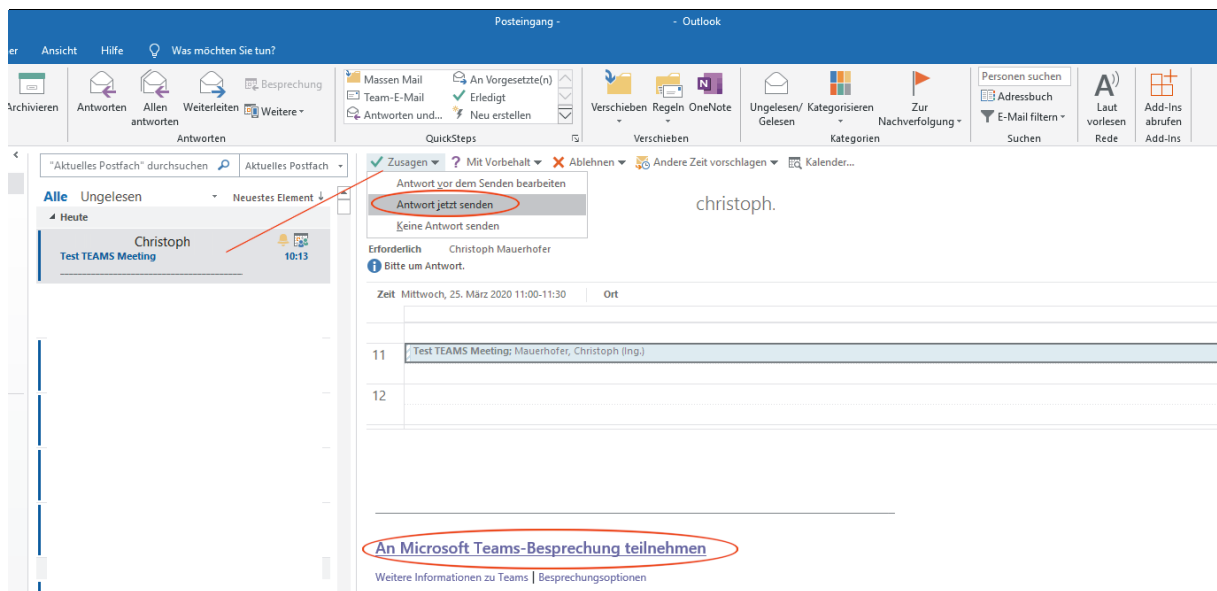 Posteingang - - Outlook
er Ansicht Hilfe Was möchten Sie tun?
Archivieren
Antworten
Allen antworten
Weiterleiten
Besprechung
Weitere
Antworten
Massen Mail
Team-E-Mail
Antworten und...
An Vorgesetzte(n)
Erledigt
Neu erstellen
QuickSteps
Verschieben
Regeln
OneNote
Verschieben
Ungelesen/
Gelesen
Kategorisieren
Zur
Nachverfolgung
Kategorien
Personen suchen
Adressbuch
E-Mail filtern
Suchen
Laut
vorlesen
Rede
Add-Ins
abrufen
Add-Ins
"Aktuelles Postfach" durchsuchen Aktuelles Postfach
Alle Ungelesen Neuestes Element
Heute
Christoph
Test TEAMS Meeting 10:13
Zusagen ? Mit Vorbehalt Ablehnen Andere Zeit vorschlagen Kalender...
Antwort vor dem Senden bearbeiten
Antwort jetzt senden
Keine Antwort senden
christoph.
Erforderlich Christoph Mauerhofer
Bitte um Antwort.
Zeit Mittwoch, 25. März 2020 11:00-11:30 Ort
11 Test TEAMS Meeting; Mauerhofer, Christoph (Ing.)
12
An Microsoft Teams-Besprechung teilnehmen
Weitere Informationen zu Teams | Besprechungsoptionen